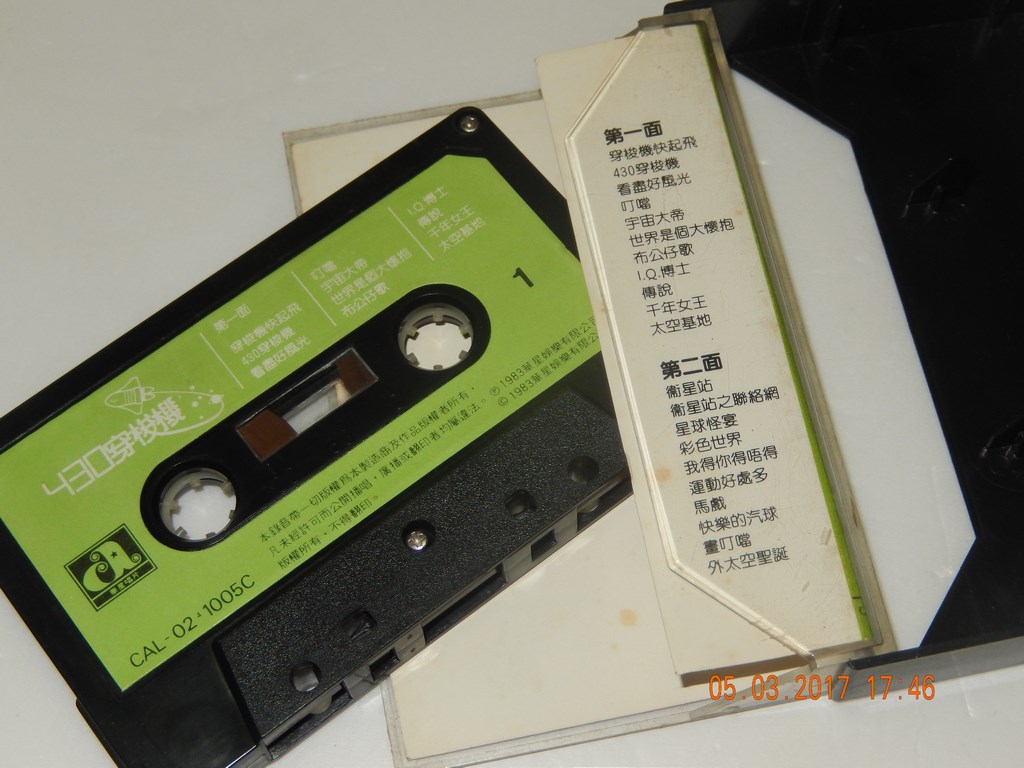 430穿梭機
第一面
穿梭機快起飛
430穿梭機
看盡好風光
叮噹
宇宙大帝
世界是個大懷抱
布公仔歌
I.Q.博士
傳說
千年女王
太空基地
1
本錄音帶一切版權為本製造商及作品版權者所有，
凡未經許可而公開播唱，廣播或翻印者均屬違法。
版權所有，不得翻印。
℗1983華星娛樂有限公司
©1983華星娛樂有限公司
華星唱片
CAL-02-1005C
第一面
穿梭機快起飛
430穿梭機
看盡好風光
叮噹
宇宙大帝
世界是個大懷抱
布公仔歌
I.Q.博士
傳說
千年女王
太空基地
第二面
衞星站
衞星站之聯絡網
星球怪宴
彩色世界
我得你得唔得
運動好處多
馬戲
快樂的汽球
畫叮噹
外太空聖誕
05.03.2017 17:46